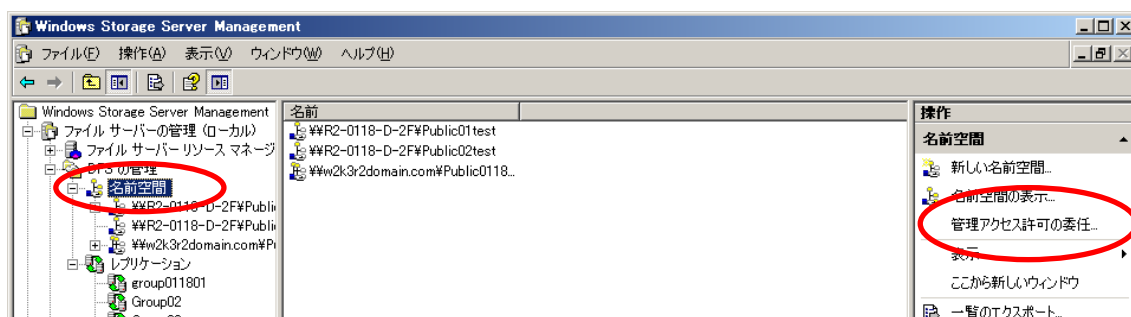 Windows Storage Server Management
ファイル(F) 操作(A) 表示(V) ウィンドウ(W) ヘルプ(H)
Windows Storage Server Management
ファイル サーバーの管理 (ローカル)
ファイル サーバー リソース マネージ
DFS の管理
名前空間
¥¥R2-0118-D-2F¥Publi
¥¥R2-0118-D-2F¥Publi
¥¥w2k3r2domain.com¥P
レプリケーション
group011801
Group02
名前
¥¥R2-0118-D-2F¥Public01test
¥¥R2-0118-D-2F¥Public02test
¥¥w2k3r2domain.com¥Public0118...
操作
名前空間
新しい名前空間...
名前空間の表示...
管理アクセス許可の委任...
表示
ここから新しいウィンドウ
一覧のエクスポート...